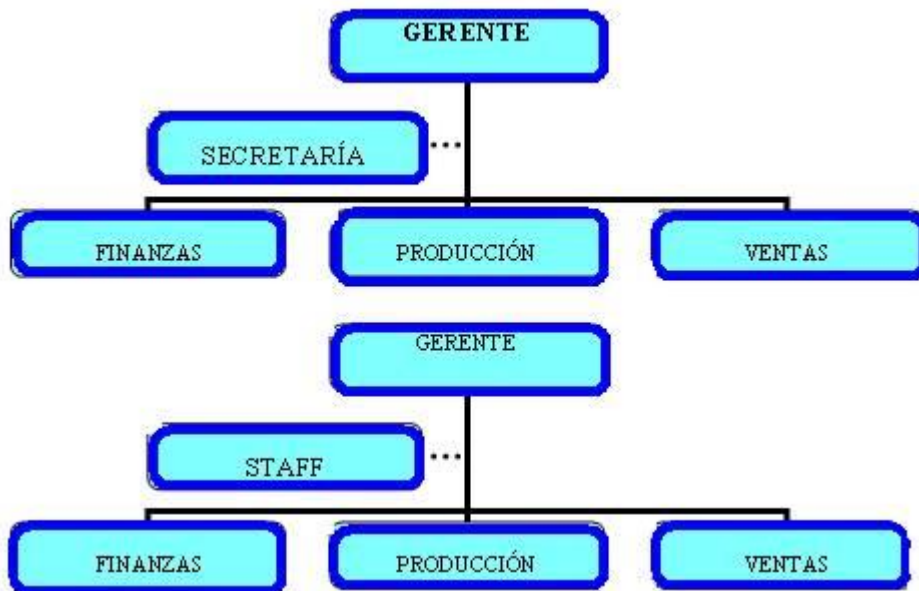 GERENTE
SECRETARÍA
FINANZAS
PRODUCCIÓN
VENTAS
GERENTE
STAFF
FINANZAS
PRODUCCIÓN
VENTAS